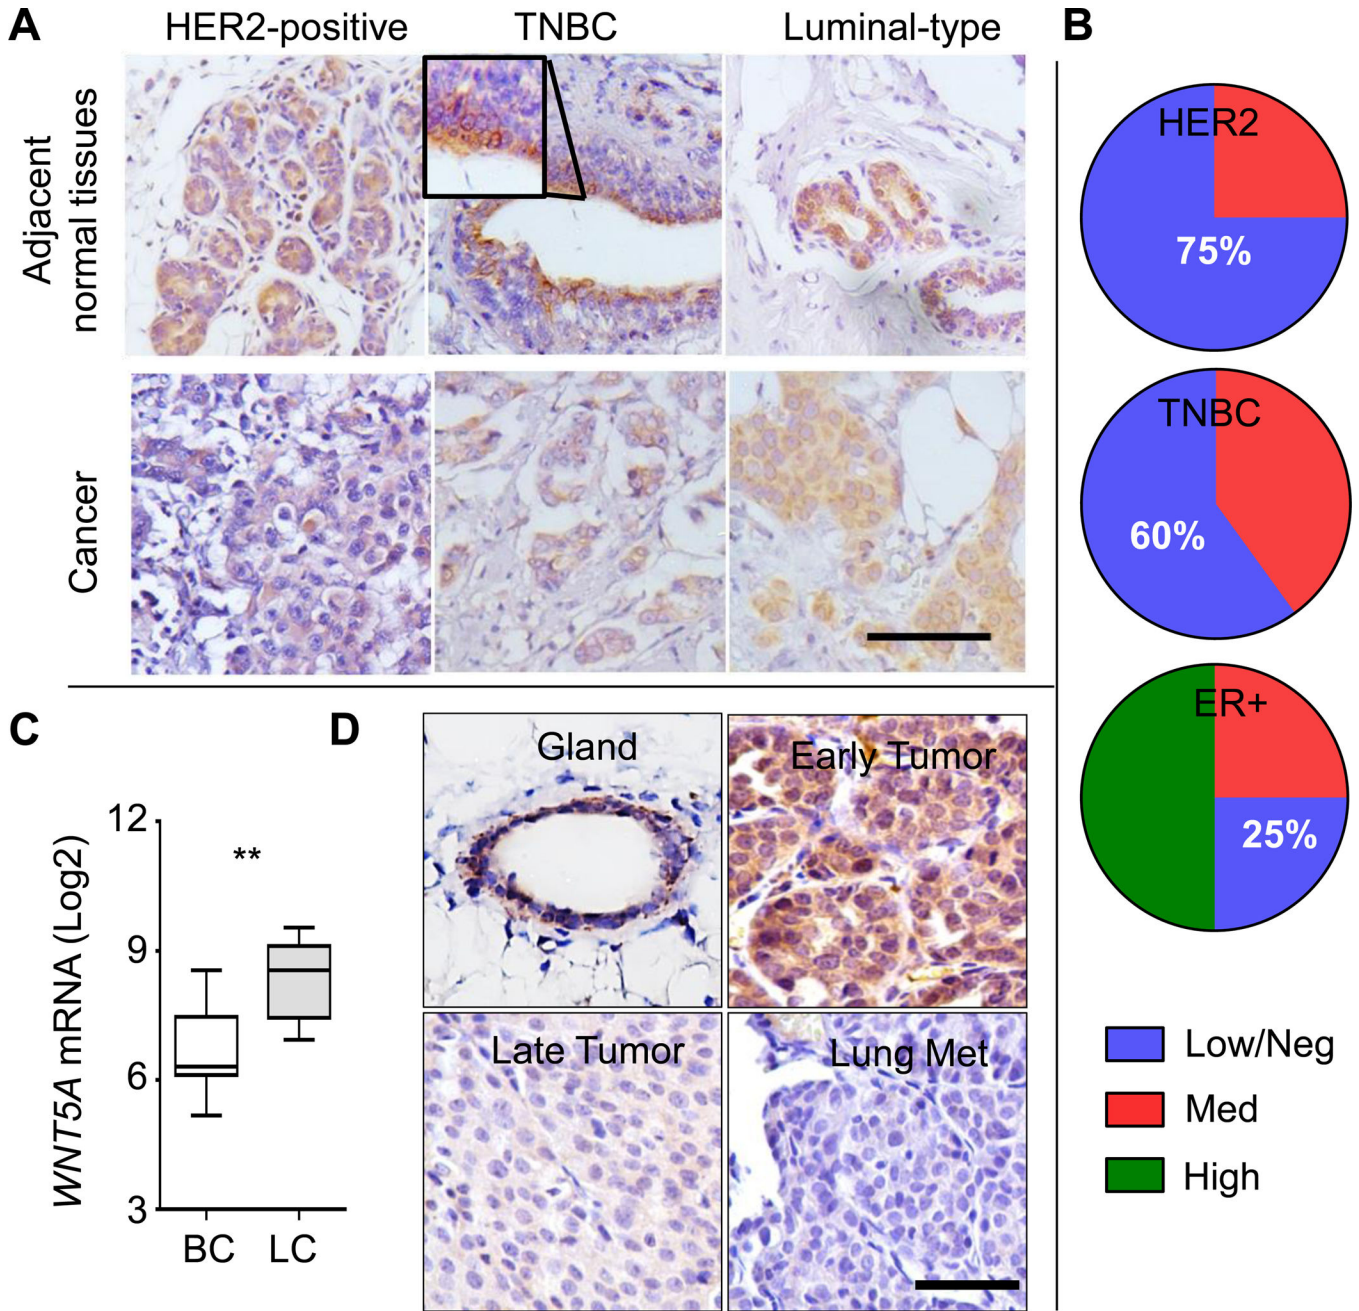 A
HER2-positive
TNBC
Luminal-type
Adjacent
normal tissues
Cancer
B
HER2
75%
TNBC
60%
ER+
25%
Low/Neg
Med
High
C
WNT5A mRNA (Log2)
12
9
6
3
**
BC
LC
D
Gland
Early Tumor
Late Tumor
Lung Met